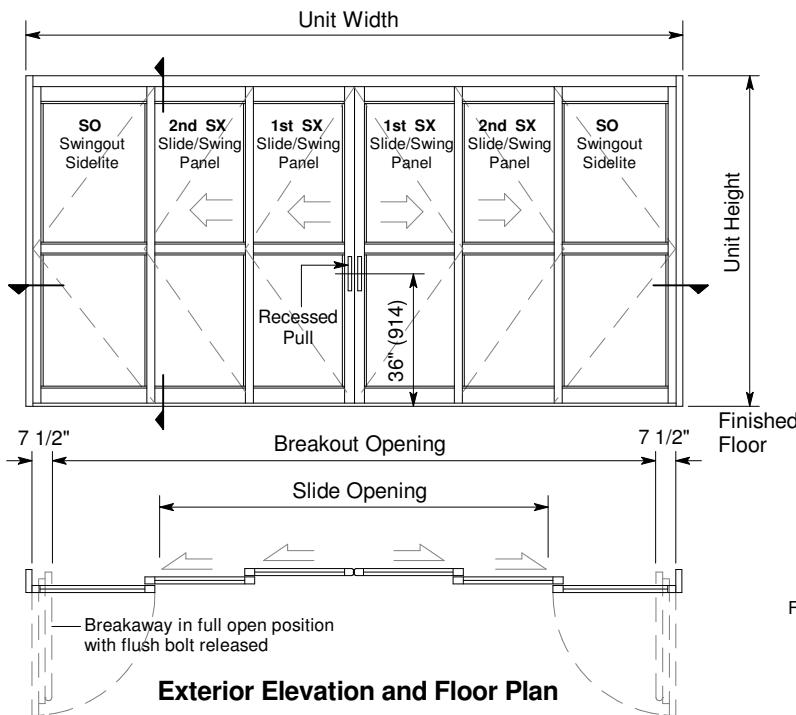 Unit Width
SO
Swingout
Sidelite
2nd SX
Slide/Swing
Panel
1st SX
Slide/Swing
Panel
1st SX
Slide/Swing
Panel
2nd SX
Slide/Swing
Panel
SO
Swingout
Sidelite
Unit Height
Recessed
Pull
36" (914)
Finished
Floor
7 1/2"
Breakout Opening
7 1/2"
Slide Opening
F
Breakaway in full open position
with flush bolt released
Exterior Elevation and Floor Plan